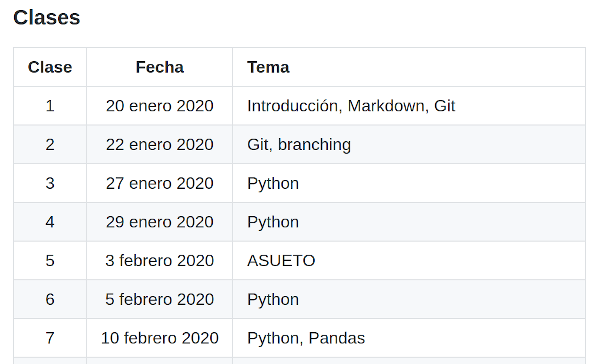 Clases
Clase Fecha Tema
1 20 enero 2020 Introducción, Markdown, Git
2 22 enero 2020 Git, branching
3 27 enero 2020 Python
4 29 enero 2020 Python
5 3 febrero 2020 ASUETO
6 5 febrero 2020 Python
7 10 febrero 2020 Python, Pandas